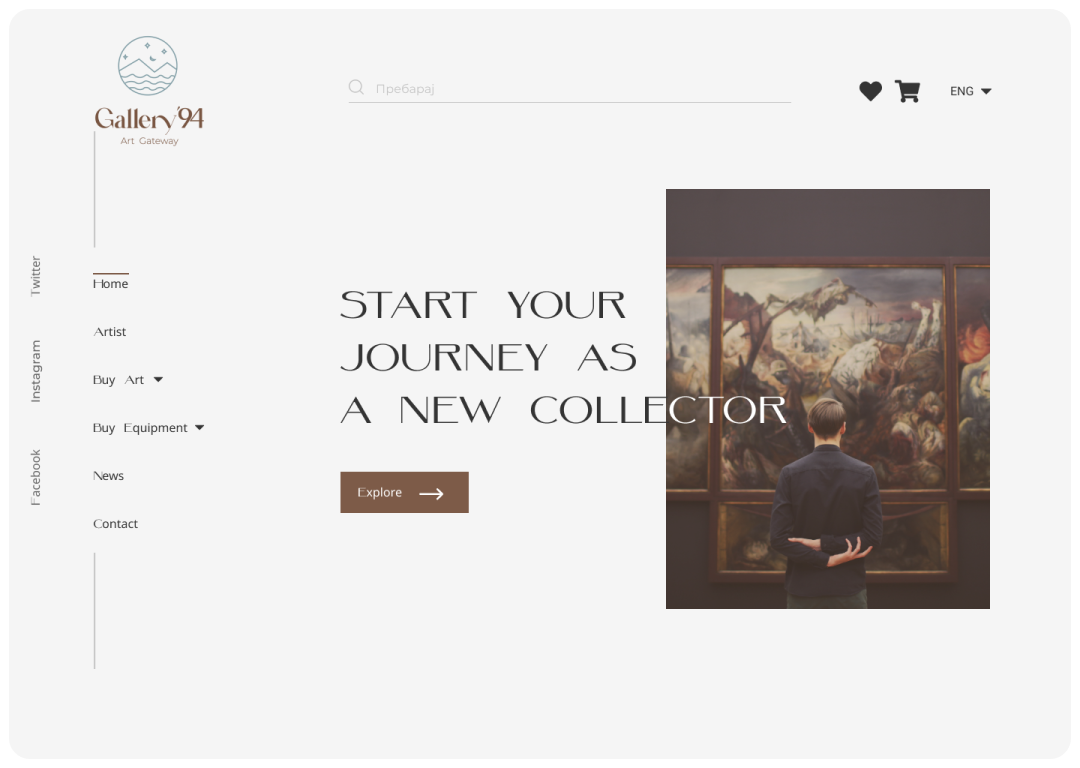 Gallery'94
Art Gateway
Пребарај
ENG
Twitter
Instagram
Facebook
Home
Artist
Buy Art
Buy Equipment
News
Contact
START YOUR
JOURNEY AS
A NEW COLLECTOR
Explore